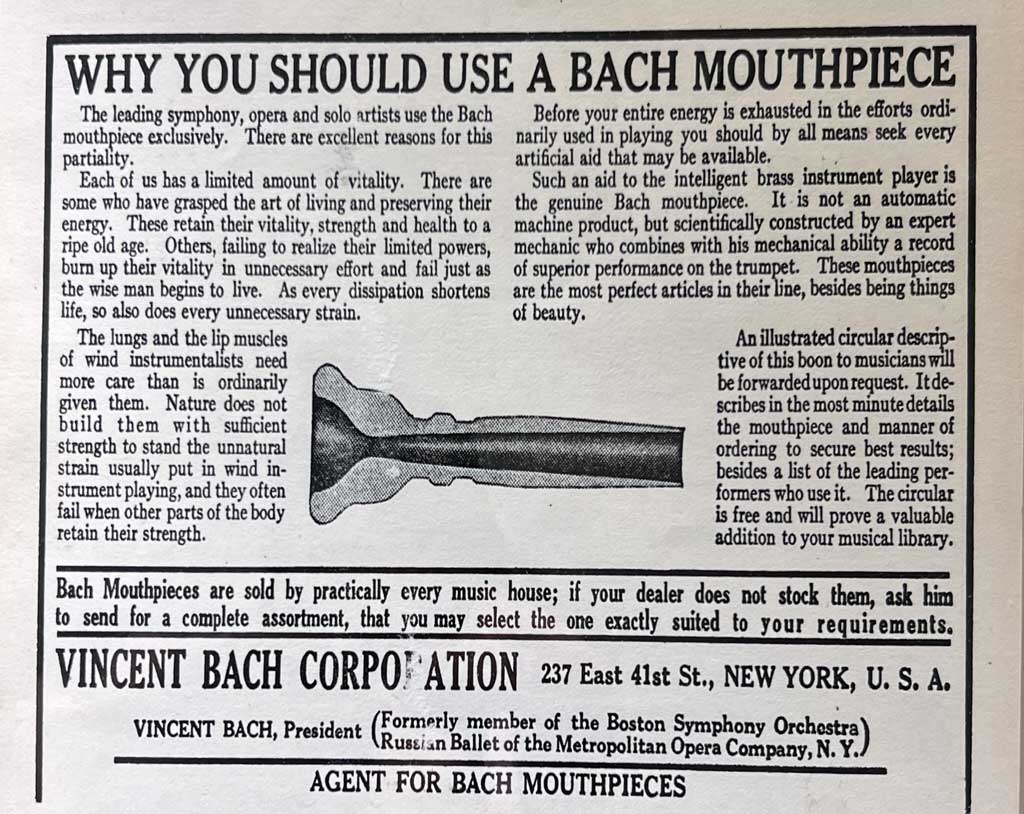 WHY YOU SHOULD USE A BACH MOUTHPIECE
The leading symphony, opera and solo artists use the Bach
mouthpiece exclusively. There are excellent reasons for this
partiality.
Each of us has a limited amount of vitality. There are
some who have grasped the art of living and preserving their
energy. These retain their vitality, strength and health to a
ripe old age. Others, failing to realize their limited powers,
burn up their vitality in unnecessary effort and fail just as
the wise man begins to live. As every dissipation shortens
life, so also does every unnecessary strain.
The lungs and the lip muscles
of wind instrumentalists need
more care than is ordinarily
given them. Nature does not
build them with sufficient
strength to stand the unnatural
strain usually put in wind in-
strument playing, and they often
fail when other parts of the body
retain their strength.
Before your entire energy is exhausted in the efforts ordi-
narily used in playing you should by all means seek every
artificial aid that may be available.
Such an aid to the intelligent brass instrument player is
the genuine Bach mouthpiece. It is not an automatic
machine product, but scientifically constructed by an expert
mechanic who combines with his mechanical ability a record
of superior performance on the trumpet. These mouthpieces
are the most perfect articles in their line, besides being things
of beauty.
An illustrated circular descrip-
tive of this boon to musicians will
be forwarded upon request. It de-
scribes in the most minute details
the mouthpiece and manner of
ordering to secure best results;
besides a list of the leading per-
formers who use it. The circular
is free and will prove a valuable
addition to your musical library.
Bach Mouthpieces are sold by practically every music house; if your dealer does not stock them, ask him
to send for a complete assortment, that you may select the one exactly suited to your requirements.
VINCENT BACH CORPORATION 237 East 41st St., NEW YORK, U. S. A.
VINCENT BACH, President (Formerly member of the Boston Symphony Orchestra
Russian Ballet of the Metropolitan Opera Company, N. Y.)
AGENT FOR BACH MOUTHPIECES